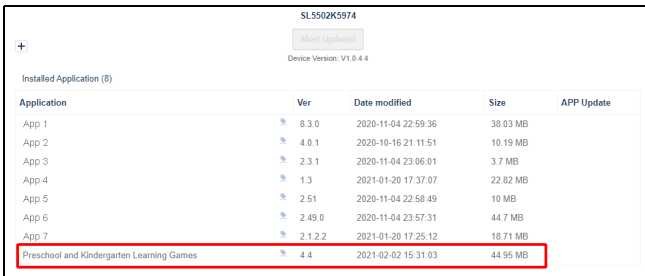 SL5502K5974
+
Most Updated
Device Version: V1.0.4.4
Installed Application (8)
Application Ver Date modified Size APP Update
App 1 8.3.0 2020-11-04 22:59:36 38.03 MB
App 2 4.0.1 2020-10-16 21:11:51 10.19 MB
App 3 2.3.1 2020-11-04 23:06:01 3.7 MB
App 4 1.3 2021-01-20 17:37:07 22.82 MB
App 5 2.51 2020-11-04 22:58:49 10 MB
App 6 2.49.0 2020-11-04 23:57:31 44.7 MB
App 7 2.1.2.2 2021-01-20 17:25:12 18.71 MB
Preschool and Kindergarten Learning Games 4.4 2021-02-02 15:31:03 44.95 MB